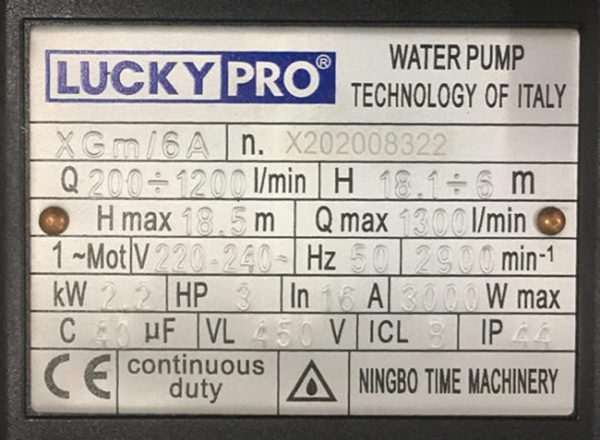 LUCKY PRO® WATER PUMP
TECHNOLOGY OF ITALY
XGm/6A n. X202008322
Q 200÷1200 l/min H 18.1÷6 m
H max 18.5 m Q max 1300 l/min
1~Mot V 220-240~ Hz 50 2900 min-1
kW 2.2 HP 3 In 16 A 3000 W max
C 40 µF VL 450 V ICL B IP 44
CE continuous duty NINGBO TIME MACHINERY